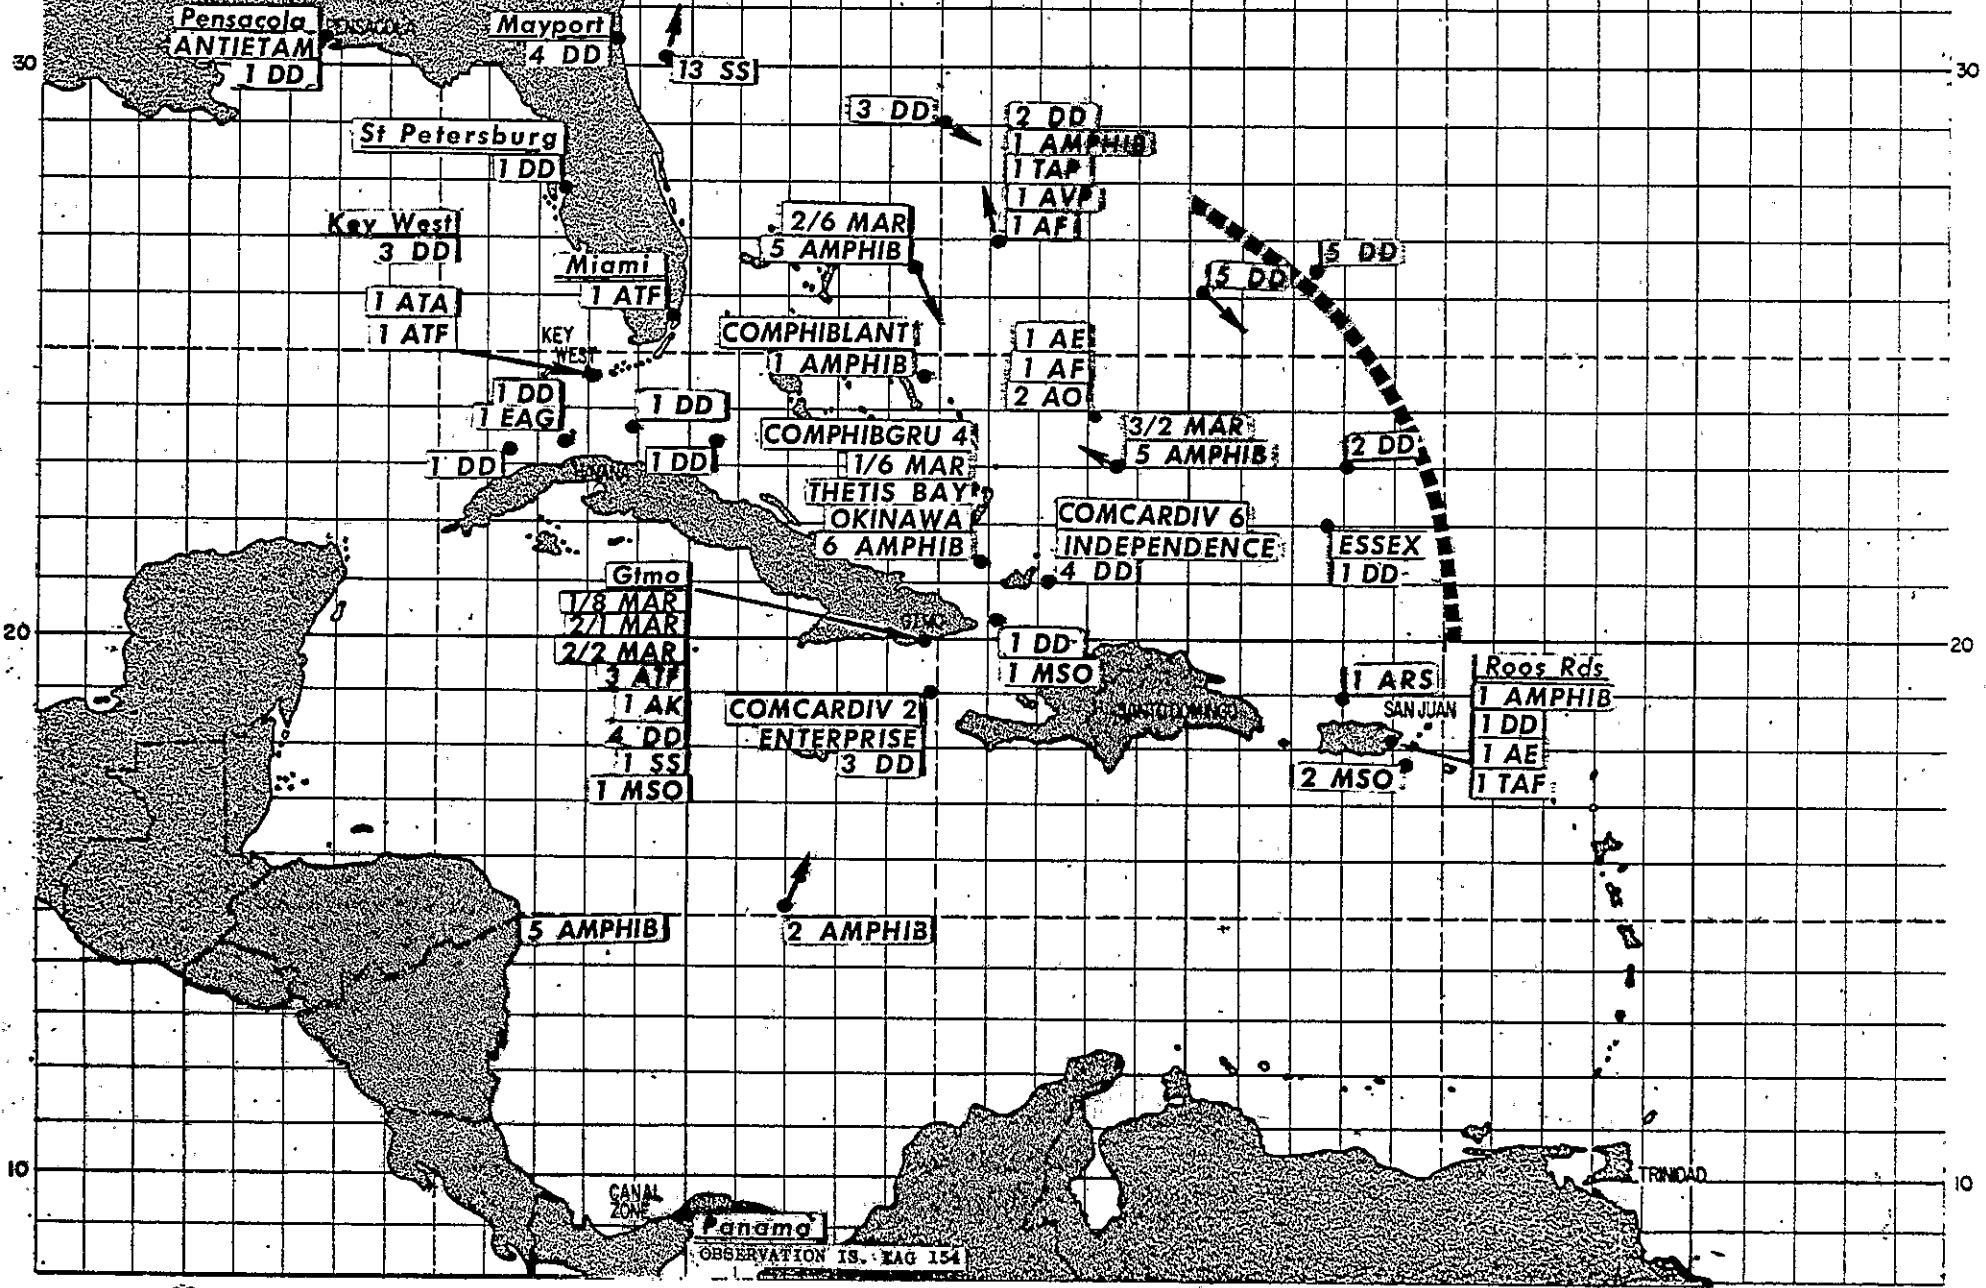 Pensacola
ANTIETAM
1 DD
PENSACOLA
Mayport
4 DD
13 SS
30
30
3 DD
2 DD
1 AMPHIB
1 TAP
1 AVP
1 AF
St Petersburg
1 DD
Key West
3 DD
1 ATA
1 ATF
Miami
1 ATF
KEY
WEST
2/6 MAR
5 AMPHIB
5 DD
5 DD
COMPHIBLANT
1 AMPHIB
1 AE
1 AF
2 AO
1 DD
1 EAG
1 DD
1 DD
1 DD
HAVANA
COMPHIBGRU 4
1/6 MAR
THETIS BAY
OKINAWA
6 AMPHIB
3/2 MAR
5 AMPHIB
2 DD
COMCARDIV 6
INDEPENDENCE
4 DD
ESSEX
1 DD
Gtmo
1/8 MAR
2/1 MAR
2/2 MAR
3 ATF
1 AK
4 DD
1 SS
1 MSO
GTMO
20
20
1 DD
1 MSO
COMCARDIV 2
ENTERPRISE
3 DD
SANTO DOMINGO
1 ARS
SAN JUAN
2 MSO
Roos Rds
1 AMPHIB
1 DD
1 AE
1 TAF
5 AMPHIB
2 AMPHIB
10
10
TRINIDAD
CANAL
ZONE
Panama
OBSERVATION IS. EAG 154